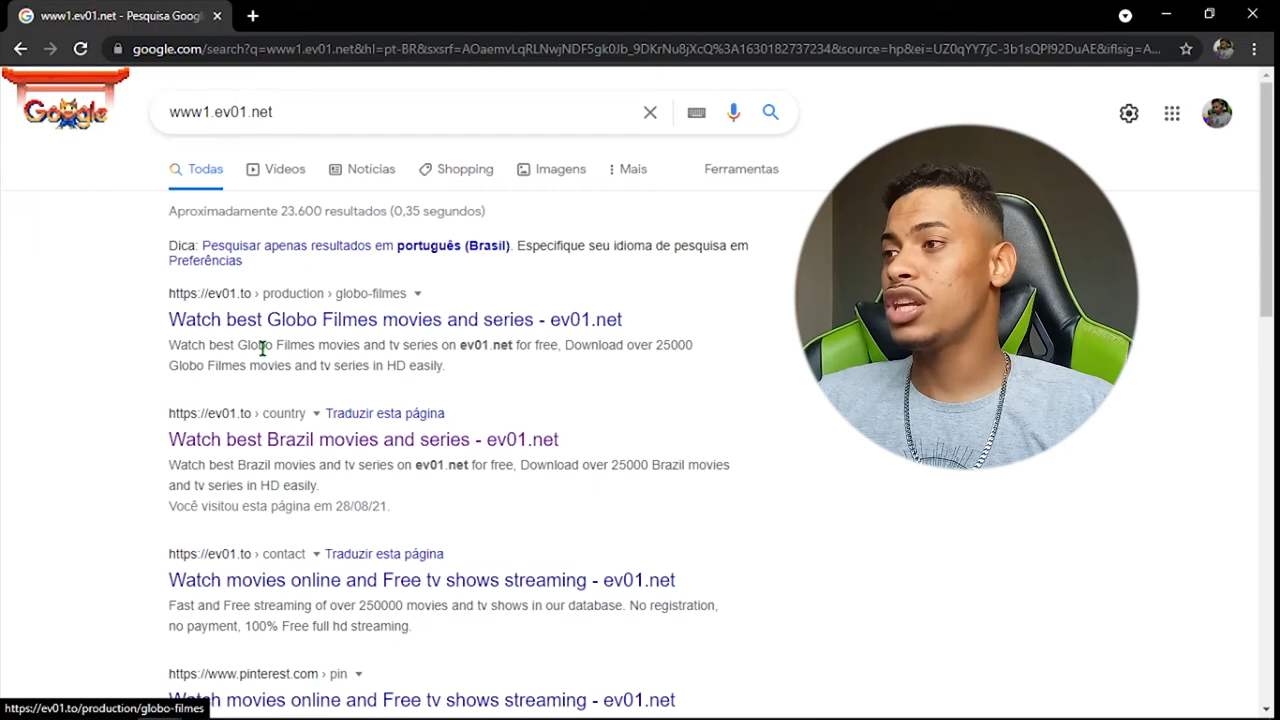 www1.ev01.net - Pesquisa Goog
google.com/search?q=www1.ev01.net&hl=pt-BR&sxsrf=AOaemvLqRLNwjNDF5gk0Jb_9DKrNu8jXcQ%3A1630182737234&source=hp&ei=UZ0qYY7jC-3b1sQPl92DuAE&iflsig=A...
Google
www1.ev01.net
Todas
Vídeos
Notícias
Shopping
Imagens
Mais
Ferramentas
Aproximadamente 23.600 resultados (0,35 segundos)
Dica: Pesquisar apenas resultados em português (Brasil). Especifique seu idioma de pesquisa em
Preferências
https://ev01.to › production › globo-filmes
Watch best Globo Filmes movies and series - ev01.net
Watch best Globo Filmes movies and tv series on ev01.net for free, Download over 25000
Globo Filmes movies and tv series in HD easily.
https://ev01.to › country Traduzir esta página
Watch best Brazil movies and series - ev01.net
Watch best Brazil movies and tv series on ev01.net for free, Download over 25000 Brazil movies
and tv series in HD easily.
Você visitou esta página em 28/08/21.
https://ev01.to › contact Traduzir esta página
Watch movies online and Free tv shows streaming - ev01.net
Fast and Free streaming of over 250000 movies and tv shows in our database. No registration,
no payment, 100% Free full hd streaming.
https://www.pinterest.com › pin
Watch movies online and Free tv shows streaming - ev01.net
https://ev01.to/production/globo-filmes